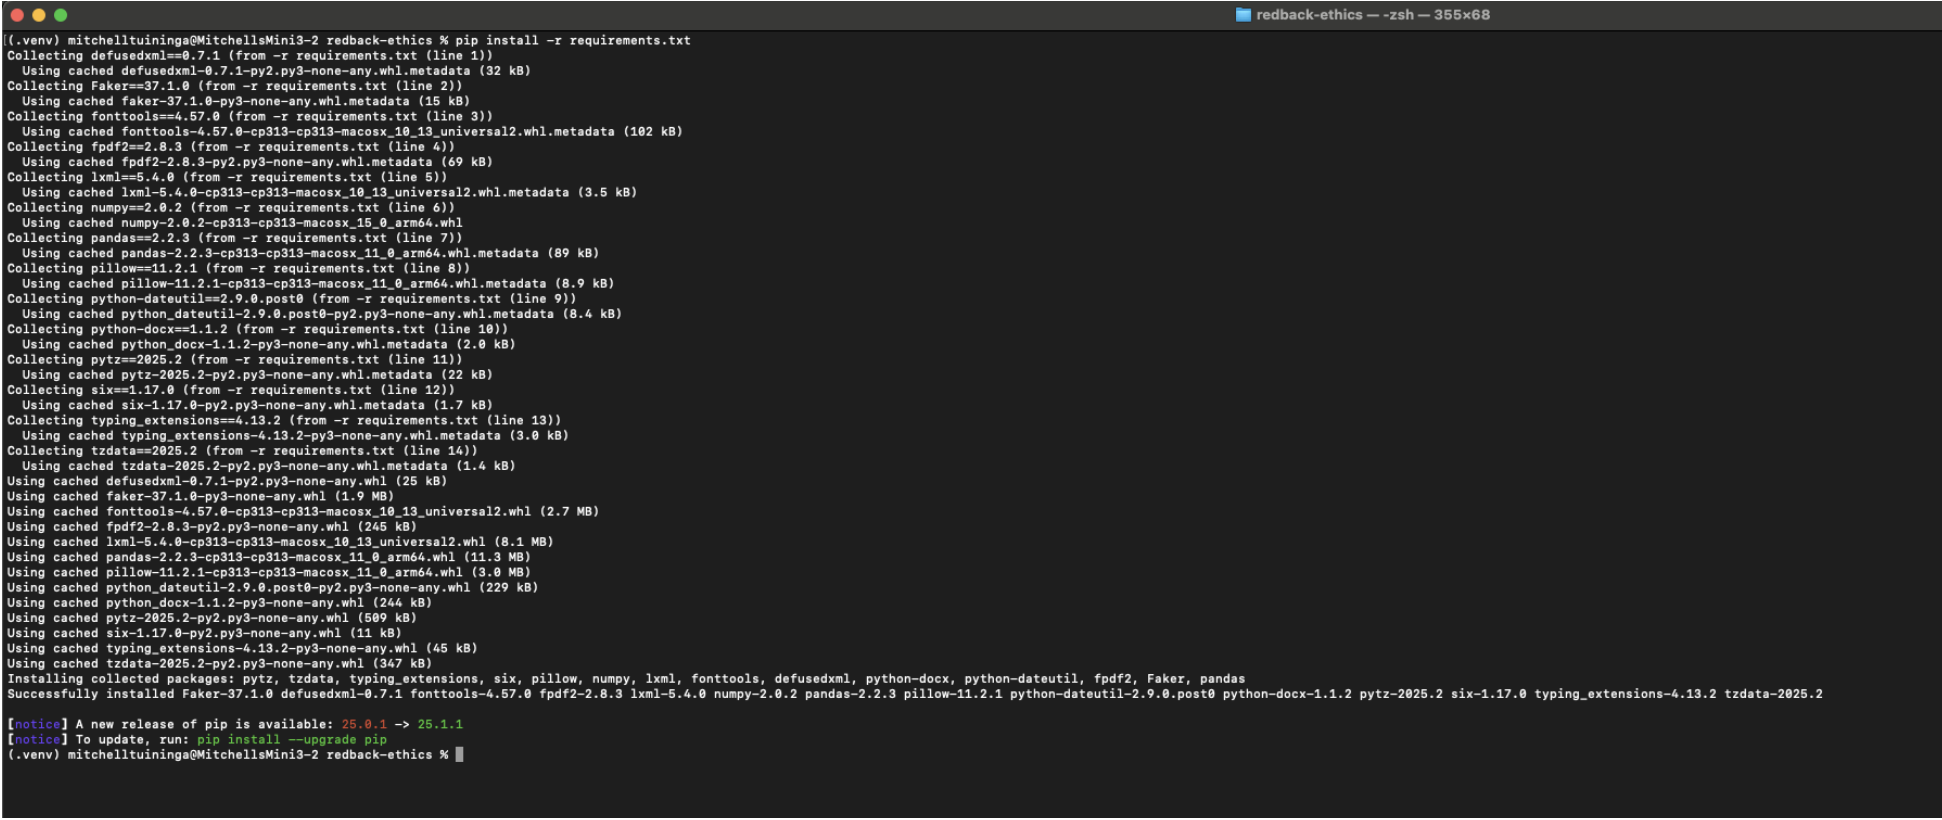 redback-ethics — -zsh — 355×68
[(.venv) mitchelltuininga@MitchellsMini3-2 redback-ethics % pip install -r requirements.txt
Collecting defusedxml==0.7.1 (from -r requirements.txt (line 1))
  Using cached defusedxml-0.7.1-py2.py3-none-any.whl.metadata (32 kB)
Collecting Faker==37.1.0 (from -r requirements.txt (line 2))
  Using cached faker-37.1.0-py3-none-any.whl.metadata (15 kB)
Collecting fonttools==4.57.0 (from -r requirements.txt (line 3))
  Using cached fonttools-4.57.0-cp313-cp313-macosx_10_13_universal2.whl.metadata (102 kB)
Collecting fpdf2==2.8.3 (from -r requirements.txt (line 4))
  Using cached fpdf2-2.8.3-py2.py3-none-any.whl.metadata (69 kB)
Collecting lxml==5.4.0 (from -r requirements.txt (line 5))
  Using cached lxml-5.4.0-cp313-cp313-macosx_10_13_universal2.whl.metadata (3.5 kB)
Collecting numpy==2.0.2 (from -r requirements.txt (line 6))
  Using cached numpy-2.0.2-cp313-cp313-macosx_15_0_arm64.whl
Collecting pandas==2.2.3 (from -r requirements.txt (line 7))
  Using cached pandas-2.2.3-cp313-cp313-macosx_11_0_arm64.whl.metadata (89 kB)
Collecting pillow==11.2.1 (from -r requirements.txt (line 8))
  Using cached pillow-11.2.1-cp313-cp313-macosx_11_0_arm64.whl.metadata (8.9 kB)
Collecting python-dateutil==2.9.0.post0 (from -r requirements.txt (line 9))
  Using cached python_dateutil-2.9.0.post0-py2.py3-none-any.whl.metadata (8.4 kB)
Collecting python-docx==1.1.2 (from -r requirements.txt (line 10))
  Using cached python_docx-1.1.2-py3-none-any.whl.metadata (2.0 kB)
Collecting pytz==2025.2 (from -r requirements.txt (line 11))
  Using cached pytz-2025.2-py2.py3-none-any.whl.metadata (22 kB)
Collecting six==1.17.0 (from -r requirements.txt (line 12))
  Using cached six-1.17.0-py2.py3-none-any.whl.metadata (1.7 kB)
Collecting typing_extensions==4.13.2 (from -r requirements.txt (line 13))
  Using cached typing_extensions-4.13.2-py3-none-any.whl.metadata (3.0 kB)
Collecting tzdata==2025.2 (from -r requirements.txt (line 14))
  Using cached tzdata-2025.2-py2.py3-none-any.whl.metadata (1.4 kB)
Using cached defusedxml-0.7.1-py2.py3-none-any.whl (25 kB)
Using cached faker-37.1.0-py3-none-any.whl (1.9 MB)
Using cached fonttools-4.57.0-cp313-cp313-macosx_10_13_universal2.whl (2.7 MB)
Using cached fpdf2-2.8.3-py2.py3-none-any.whl (245 kB)
Using cached lxml-5.4.0-cp313-cp313-macosx_10_13_universal2.whl (8.1 MB)
Using cached pandas-2.2.3-cp313-cp313-macosx_11_0_arm64.whl (11.3 MB)
Using cached pillow-11.2.1-cp313-cp313-macosx_11_0_arm64.whl (3.0 MB)
Using cached python_dateutil-2.9.0.post0-py2.py3-none-any.whl (229 kB)
Using cached python_docx-1.1.2-py3-none-any.whl (244 kB)
Using cached pytz-2025.2-py2.py3-none-any.whl (509 kB)
Using cached six-1.17.0-py2.py3-none-any.whl (11 kB)
Using cached typing_extensions-4.13.2-py3-none-any.whl (45 kB)
Using cached tzdata-2025.2-py2.py3-none-any.whl (347 kB)
Installing collected packages: pytz, tzdata, typing_extensions, six, pillow, numpy, lxml, fonttools, defusedxml, python-docx, python-dateutil, fpdf2, Faker, pandas
Successfully installed Faker-37.1.0 defusedxml-0.7.1 fonttools-4.57.0 fpdf2-2.8.3 lxml-5.4.0 numpy-2.0.2 pandas-2.2.3 pillow-11.2.1 python-dateutil-2.9.0.post0 python-docx-1.1.2 pytz-2025.2 six-1.17.0 typing_extensions-4.13.2 tzdata-2025.2
[notice] A new release of pip is available: 25.0.1 -> 25.1.1
[notice] To update, run: pip install --upgrade pip
(.venv) mitchelltuininga@MitchellsMini3-2 redback-ethics %